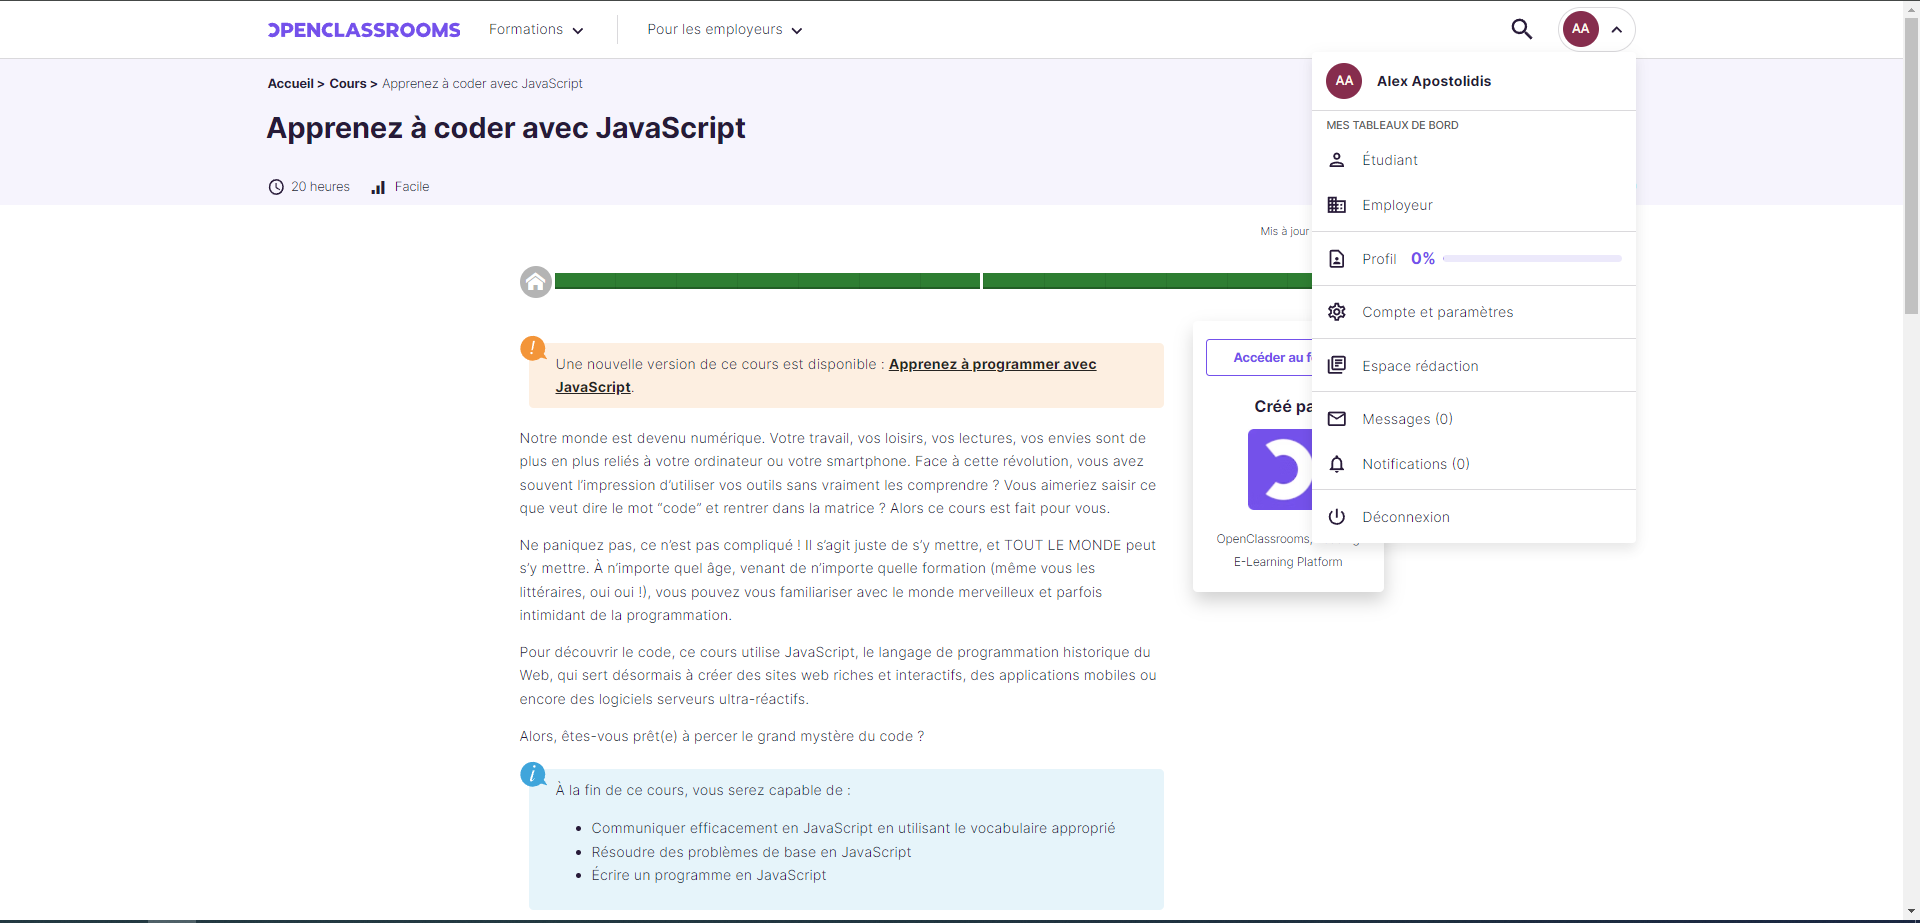 OPENCLASSROOMS
Formations
Pour les employeurs
AA
Accueil > Cours > Apprenez à coder avec JavaScript
Apprenez à coder avec JavaScript
20 heures
Facile
Mis à jour
Une nouvelle version de ce cours est disponible : Apprenez à programmer avec
JavaScript.
Notre monde est devenu numérique. Votre travail, vos loisirs, vos lectures, vos envies sont de
plus en plus reliés à votre ordinateur ou votre smartphone. Face à cette révolution, vous avez
souvent l’impression d’utiliser vos outils sans vraiment les comprendre ? Vous aimeriez saisir ce
que veut dire le mot “code” et rentrer dans la matrice ? Alors ce cours est fait pour vous.
Ne paniquez pas, ce n’est pas compliqué ! Il s’agit juste de s’y mettre, et TOUT LE MONDE peut
s’y mettre. À n’importe quel âge, venant de n’importe quelle formation (même vous les
littéraires, oui oui !), vous pouvez vous familiariser avec le monde merveilleux et parfois
intimidant de la programmation.
Pour découvrir le code, ce cours utilise JavaScript, le langage de programmation historique du
Web, qui sert désormais à créer des sites web riches et interactifs, des applications mobiles ou
encore des logiciels serveurs ultra-réactifs.
Alors, êtes-vous prêt(e) à percer le grand mystère du code ?
À la fin de ce cours, vous serez capable de :
Communiquer efficacement en JavaScript en utilisant le vocabulaire approprié
Résoudre des problèmes de base en JavaScript
Écrire un programme en JavaScript
Accéder au
Créé pa
OpenClassrooms,
E-Learning Platform
AA
Alex Apostolidis
MES TABLEAUX DE BORD
Étudiant
Employeur
Profil 0%
Compte et paramètres
Espace rédaction
Messages (0)
Notifications (0)
Déconnexion